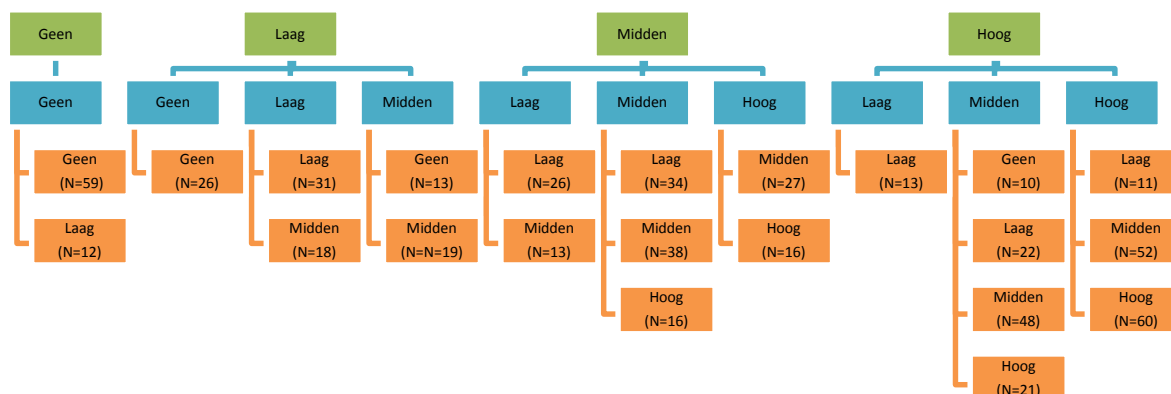 Geen
Laag
Midden
Hoog
Geen
Geen
Laag
Midden
Laag
Midden
Hoog
Laag
Midden
Hoog
Geen
(N=59)
Geen
(N=26)
Laag
(N=31)
Geen
(N=13)
Laag
(N=26)
Laag
(N=34)
Midden
(N=27)
Laag
(N=13)
Geen
(N=10)
Laag
(N=11)
Laag
(N=12)
Midden
(N=18)
Midden
(N=N=19)
Midden
(N=13)
Midden
(N=38)
Hoog
(N=16)
Laag
(N=22)
Midden
(N=52)
Hoog
(N=16)
Midden
(N=48)
Hoog
(N=60)
Hoog
(N=21)